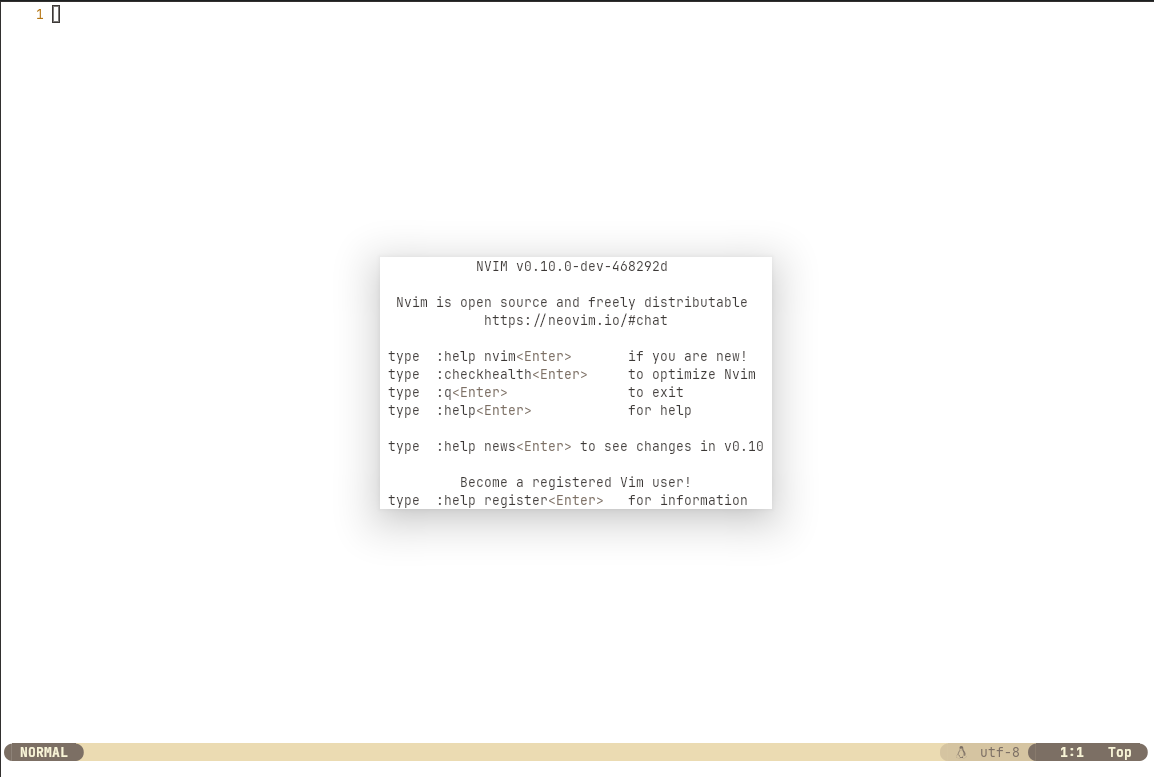 1
NVIM v0.10.0-dev-468292d
Nvim is open source and freely distributable
https://neovim.io/#chat
type :help nvim<Enter> if you are new!
type :checkhealth<Enter> to optimize Nvim
type :q<Enter> to exit
type :help<Enter> for help
type :help news<Enter> to see changes in v0.10
Become a registered Vim user!
type :help register<Enter> for information
NORMAL utf-8 1:1 Top